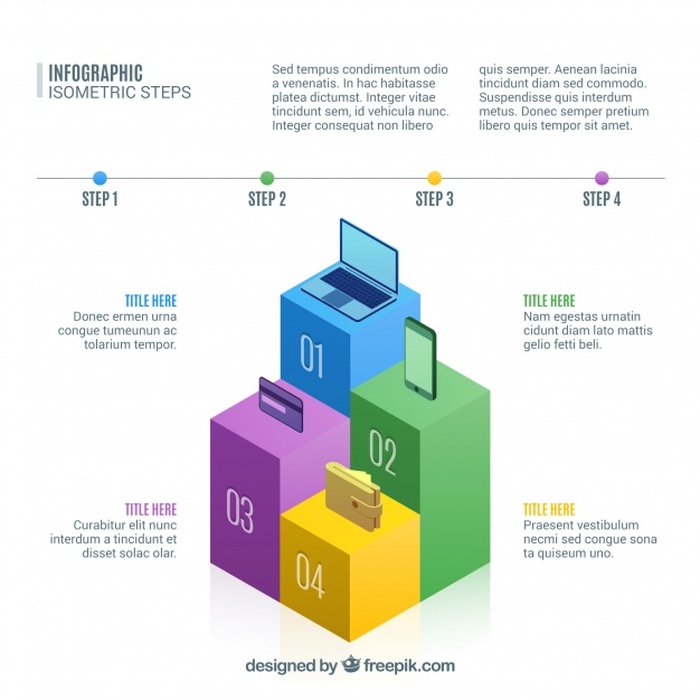 INFOGRAPHIC
ISOMETRIC STEPS
Sed tempus condimentum odio
a venenatis. In hac habitasse
platea dictumst. Integer vitae
tincidunt sem, id vehicula nunc.
Integer consequat non libero
quis semper. Aenean lacinia
tincidunt diam sed commodo.
Suspendisse quis interdum
metus. Donec semper pretium
libero quis tempor sit amet.
STEP 1
STEP 2
STEP 3
STEP 4
TITLE HERE
Donec ermen urna
congue tumeunun ac
tolarium tempor.
TITLE HERE
Nam egestas urnatin
cidunt diam lato mattis
gelio fetti beli.
01
02
03
04
TITLE HERE
Curabitur elit nunc
interdum a tincidunt et
disset solac olar.
TITLE HERE
Praesent vestibulum
necmi sed congue sona
ta quiseum uno.
designed by freepik.com